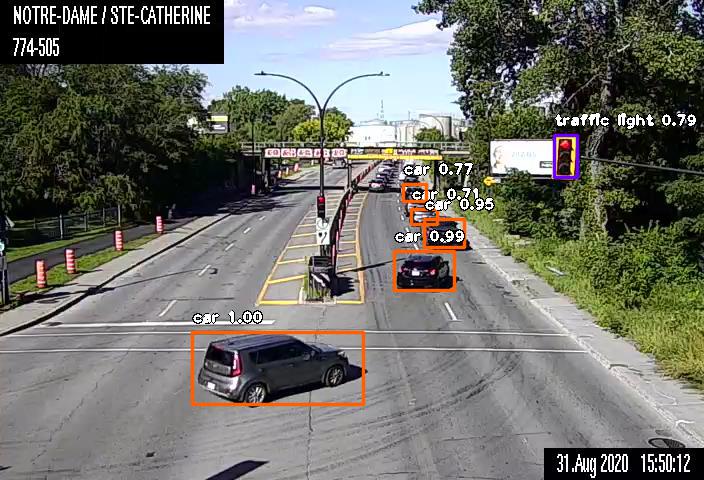 NOTRE-DAME / STE-CATHERINE
774-505
traffic light 0.79
car 0.77
car 0.71
car 0.95
car 0.99
car 1.00
31.Aug 2020 15:50:12